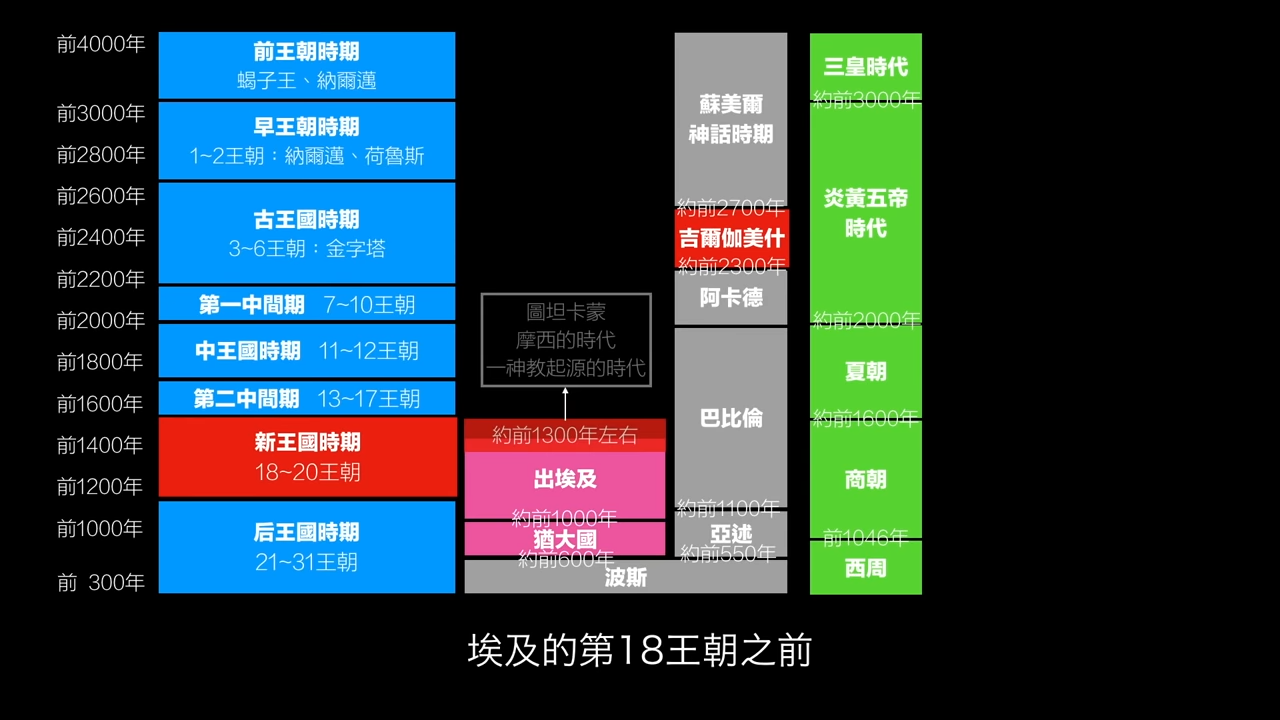 前4000年
前3000年
前2800年
前2600年
前2400年
前2200年
前2000年
前1800年
前1600年
前1400年
前1200年
前1000年
前 300年
前王朝時期
蝎子王、納爾邁
早王朝時期
1~2王朝：納爾邁、荷魯斯
古王國時期
3~6王朝：金字塔
第一中間期 7~10王朝
中王國時期 11~12王朝
第二中間期 13~17王朝
新王國時期
18~20王朝
后王國時期
21~31王朝
圖坦卡蒙
摩西的時代
一神教起源的時代
約前1300年左右
出埃及
約前1000年
猶大國
約前600年
波斯
蘇美爾
神話時期
約前2700年
吉爾伽美什
約前2300年
阿卡德
巴比倫
約前1100年
亞述
約前550年
三皇時代
約前3000年
炎黃五帝
時代
約前2000年
夏朝
約前1600年
商朝
前1046年
西周
埃及的第18王朝之前